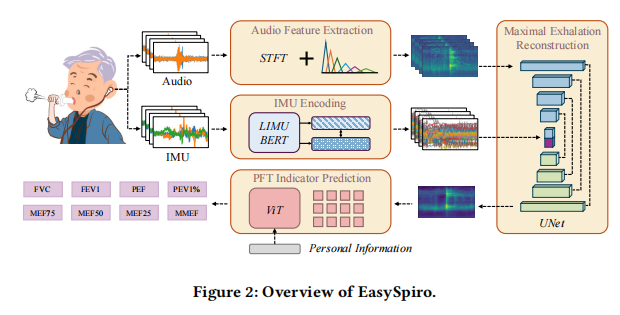 Audio Feature Extraction
Maximal Exhalation
Reconstruction
STFT
+
Audio
IMU Encoding
LIMU
BERT
IMU
PFT Indicator Prediction
FVC FEV1 PEF PEV1%
ViT
MEF75 MEF50 MEF25 MMEF
UNet
Personal Information
Figure 2: Overview of EasySpiro.